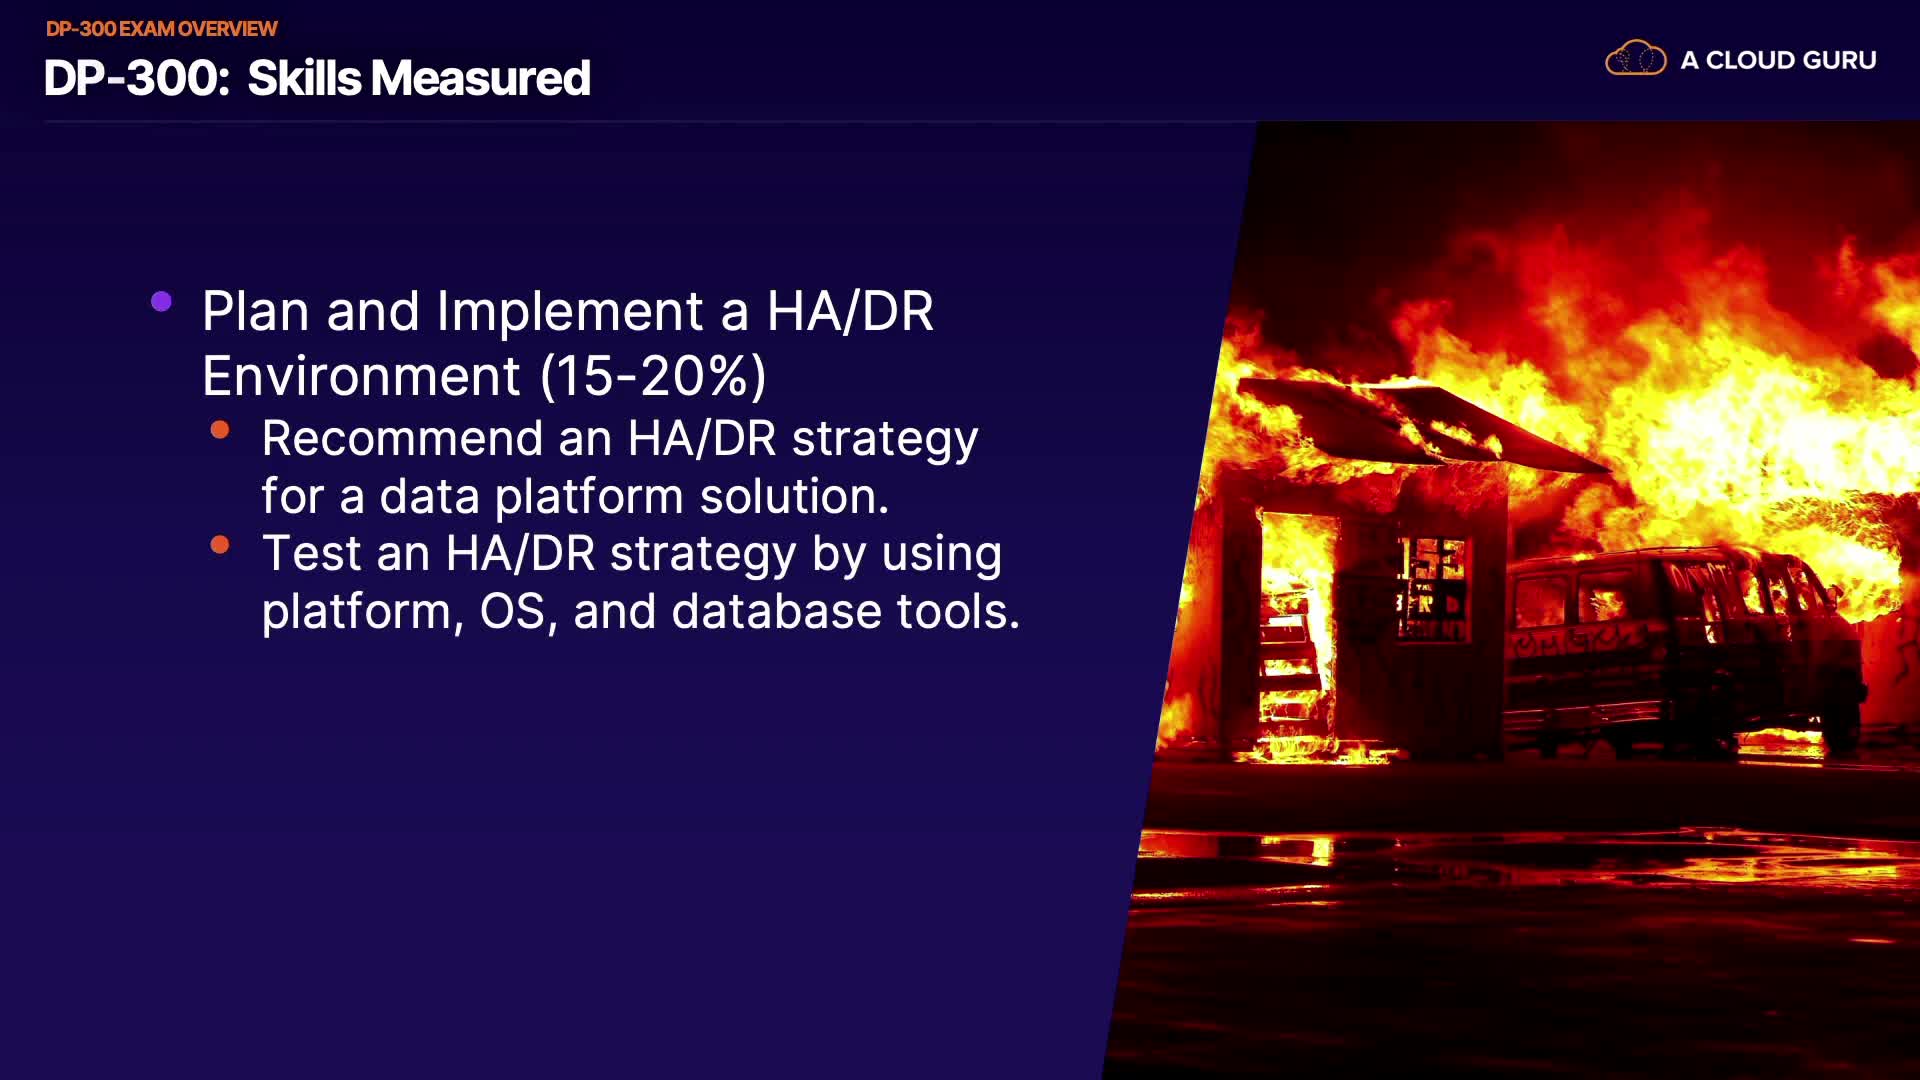 DP-300 EXAM OVERVIEW
DP-300: Skills Measured
A CLOUD GURU
Plan and Implement a HA/DR
Environment (15-20%)
Recommend an HA/DR strategy
for a data platform solution.
Test an HA/DR strategy by using
platform, OS, and database tools.